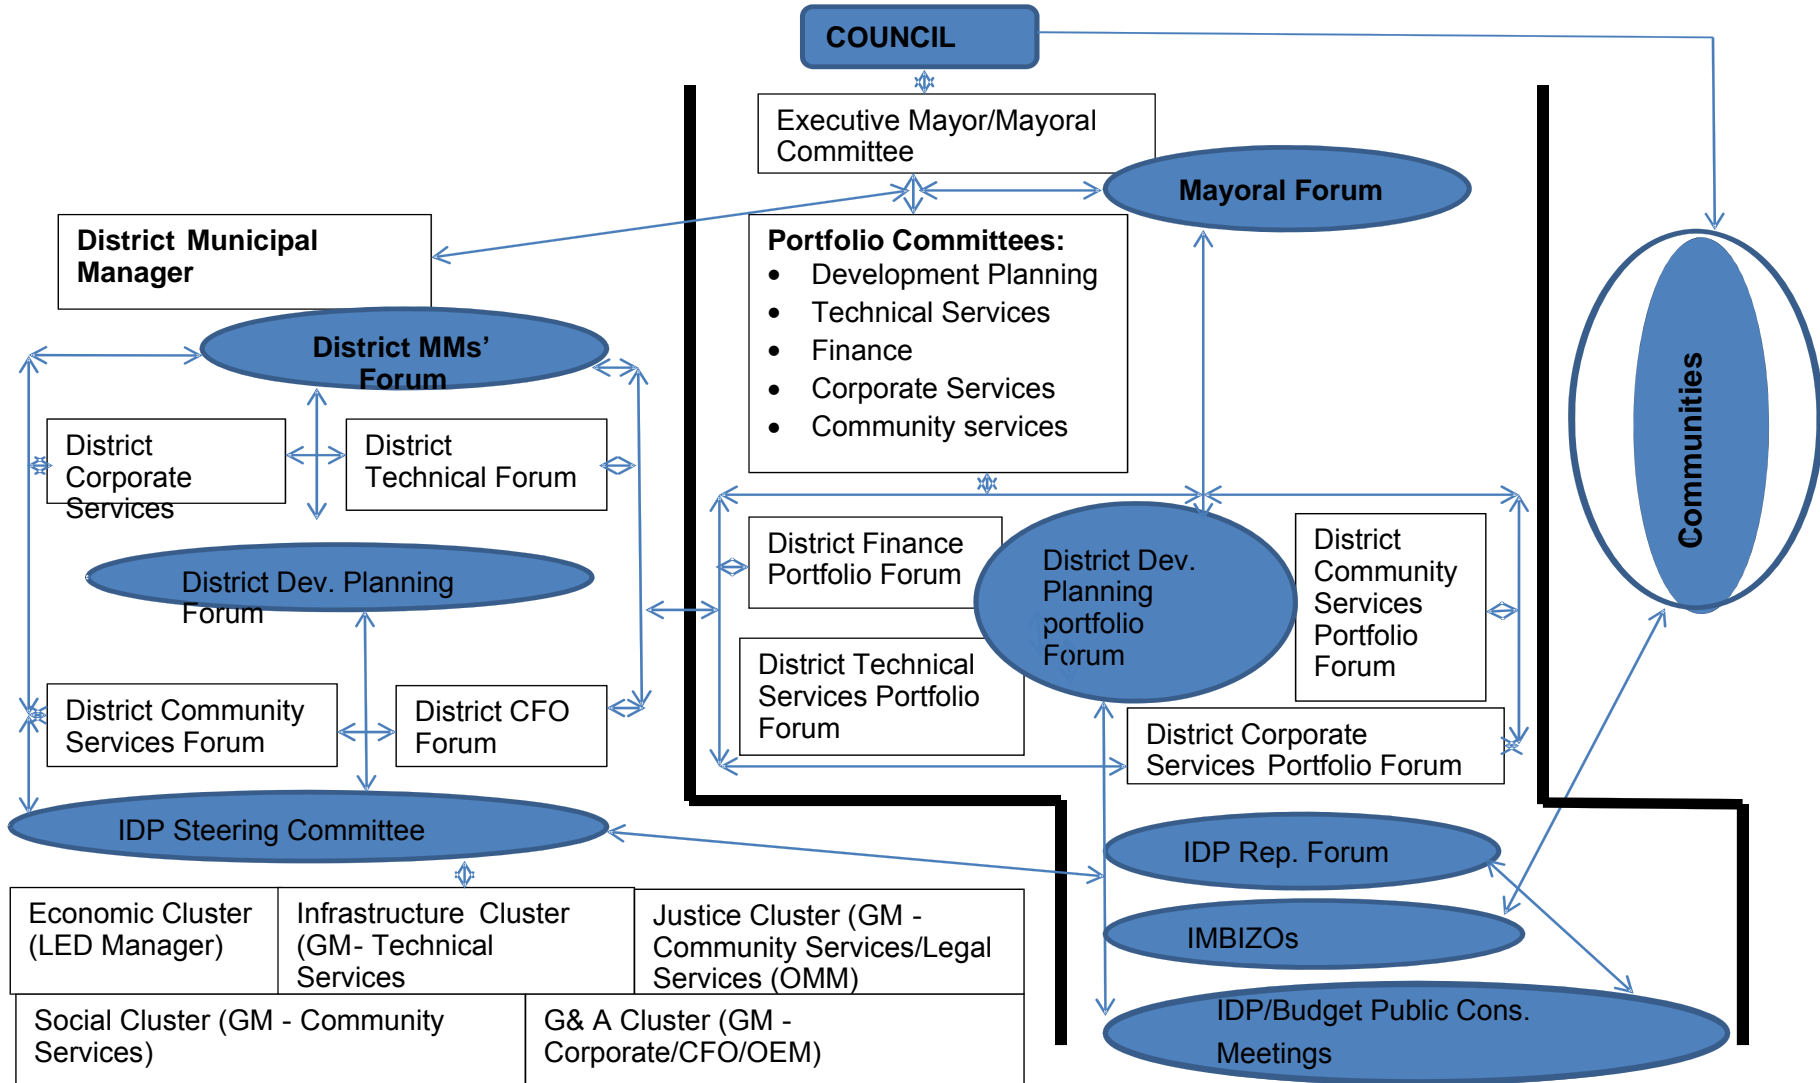 COUNCIL
Executive Mayor/Mayoral
Committee
Mayoral Forum
District Municipal
Manager
Portfolio Committees:
• Development Planning
• Technical Services
• Finance
• Corporate Services
• Community services
District MMs'
Forum
District
Corporate
Services
District
Technical Forum
District Dev. Planning
Forum
District Community
Services Forum
District CFO
Forum
IDP Steering Committee
Economic Cluster
(LED Manager)
Infrastructure Cluster
(GM- Technical
Services
Justice Cluster (GM -
Community Services/Legal
Services (OMM)
Social Cluster (GM - Community
Services)
G& A Cluster (GM -
Corporate/CFO/OEM)
District Finance
Portfolio Forum
District Dev.
Planning
portfolio
Forum
District
Community
Services
Portfolio
Forum
District Technical
Services Portfolio
Forum
District Corporate
Services Portfolio Forum
IDP Rep. Forum
IMBIZOs
IDP/Budget Public Cons.
Meetings
Communities